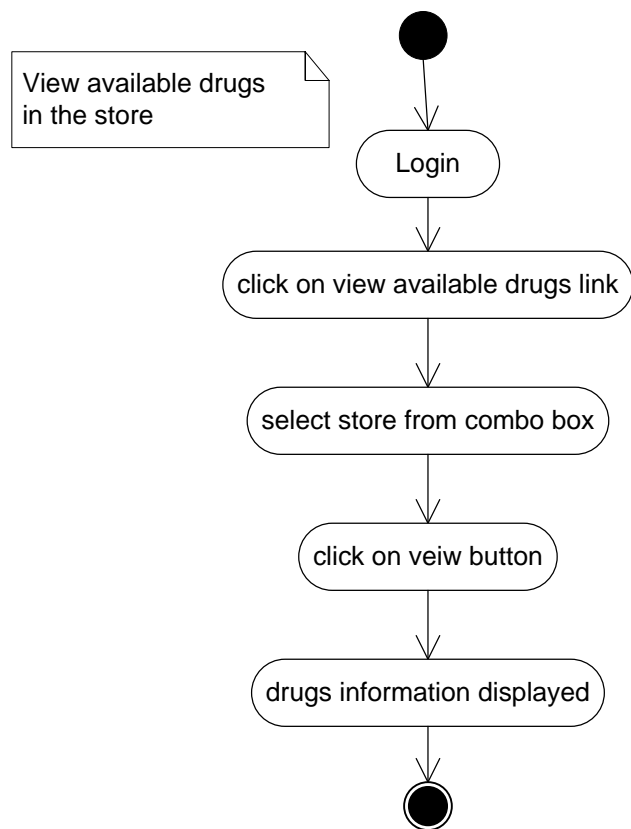 View available drugs
in the store
Login
click on view available drugs link
select store from combo box
click on veiw button
drugs information displayed